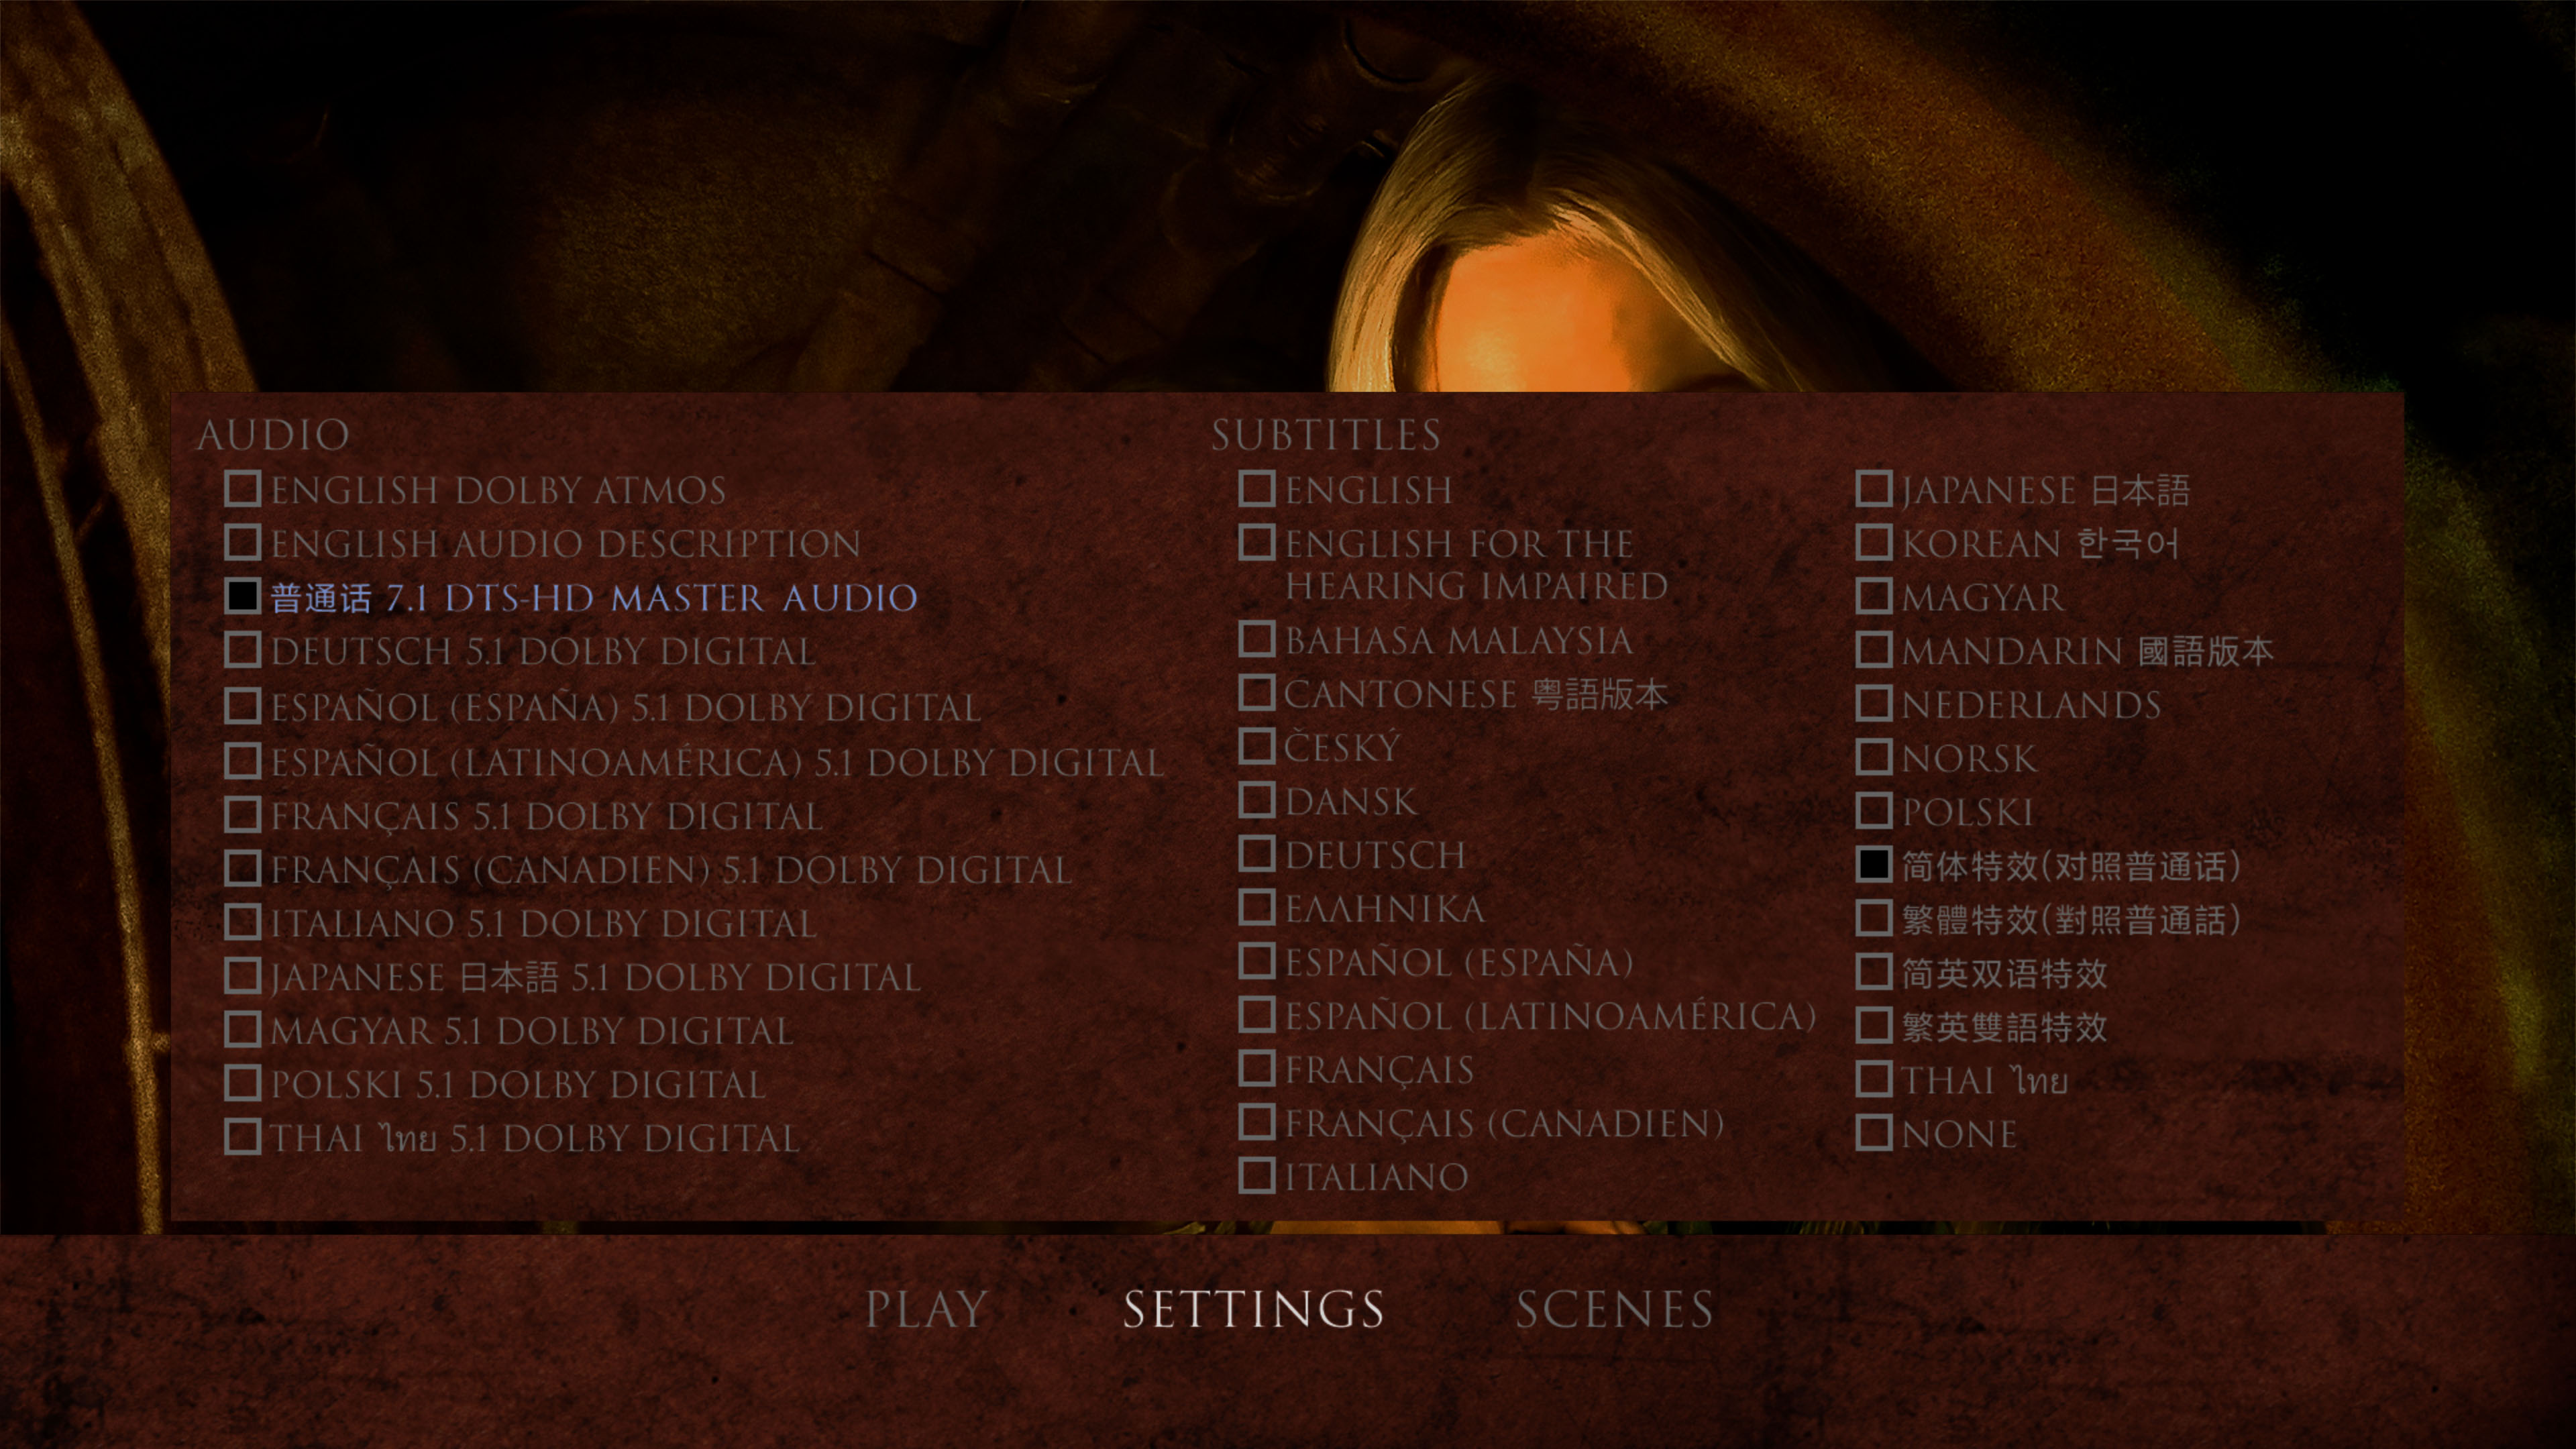 AUDIO
ENGLISH DOLBY ATMOS
ENGLISH AUDIO DESCRIPTION
普通话 7.1 DTS-HD MASTER AUDIO
DEUTSCH 5.1 DOLBY DIGITAL
ESPAÑOL (ESPAÑA) 5.1 DOLBY DIGITAL
ESPAÑOL (LATINOAMÉRICA) 5.1 DOLBY DIGITAL
FRANÇAIS 5.1 DOLBY DIGITAL
FRANÇAIS (CANADIEN) 5.1 DOLBY DIGITAL
ITALIANO 5.1 DOLBY DIGITAL
JAPANESE 日本語 5.1 DOLBY DIGITAL
MAGYAR 5.1 DOLBY DIGITAL
POLSKI 5.1 DOLBY DIGITAL
THAI ไทย 5.1 DOLBY DIGITAL
SUBTITLES
ENGLISH
ENGLISH FOR THE
HEARING IMPAIRED
BAHASA MALAYSIA
CANTONESE 粵語版本
ČESKÝ
DANSK
DEUTSCH
ΕΛΛΗΝΙΚΑ
ESPAÑOL (ESPAÑA)
ESPAÑOL (LATINOAMÉRICA)
FRANÇAIS
FRANÇAIS (CANADIEN)
ITALIANO
JAPANESE 日本語
KOREAN 한국어
MAGYAR
MANDARIN 國語版本
NEDERLANDS
NORSK
POLSKI
简体特效(对照普通话)
繁體特效(對照普通話)
简英双语特效
繁英雙語特效
THAI ไทย
NONE
PLAY SETTINGS SCENES